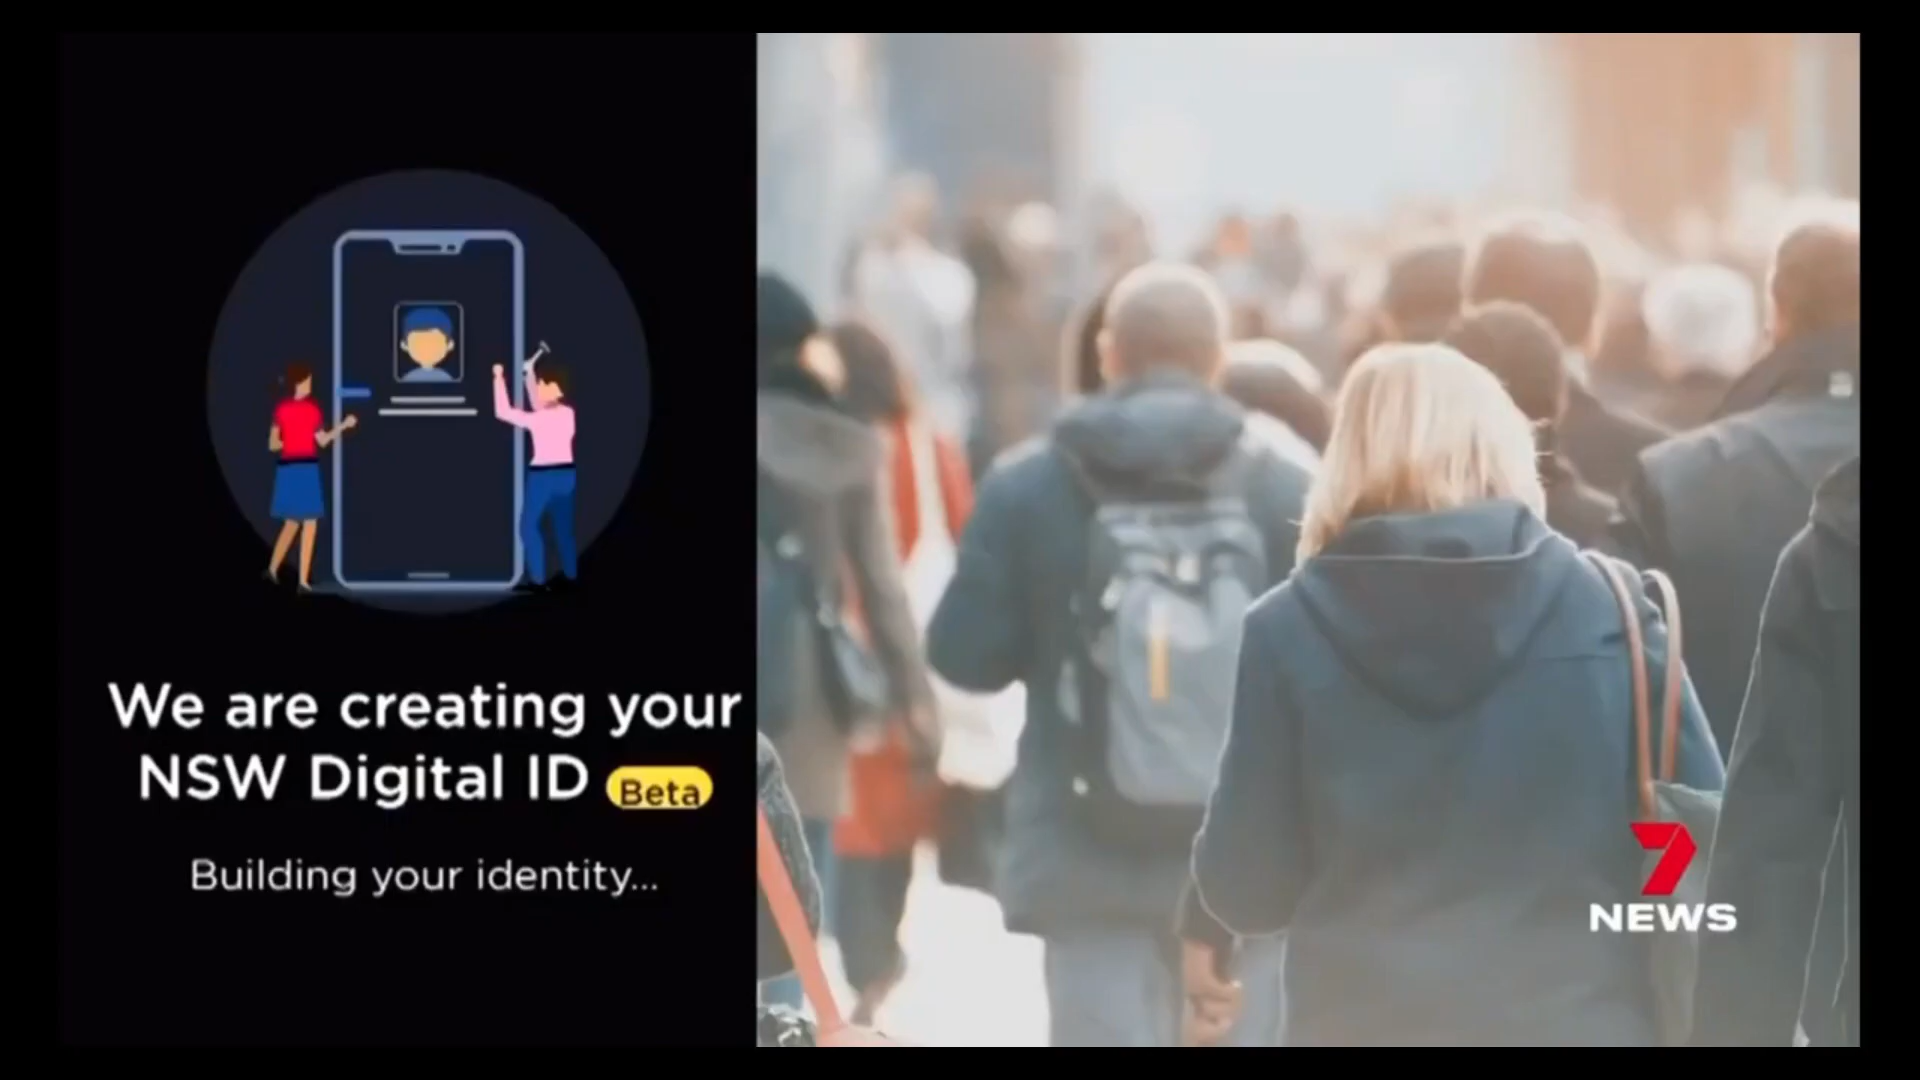 We are creating your
NSW Digital ID Beta
Building your identity...
7
NEWS